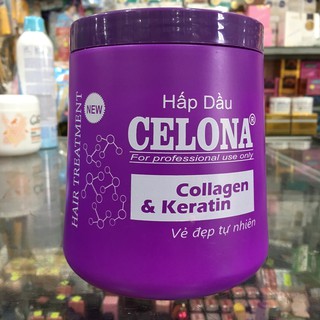 Hấp Dầu
CELONA®
For professional use only
Collagen
& Keratin
Vẻ đẹp tự nhiên
NEW
HAIR TREATMENT